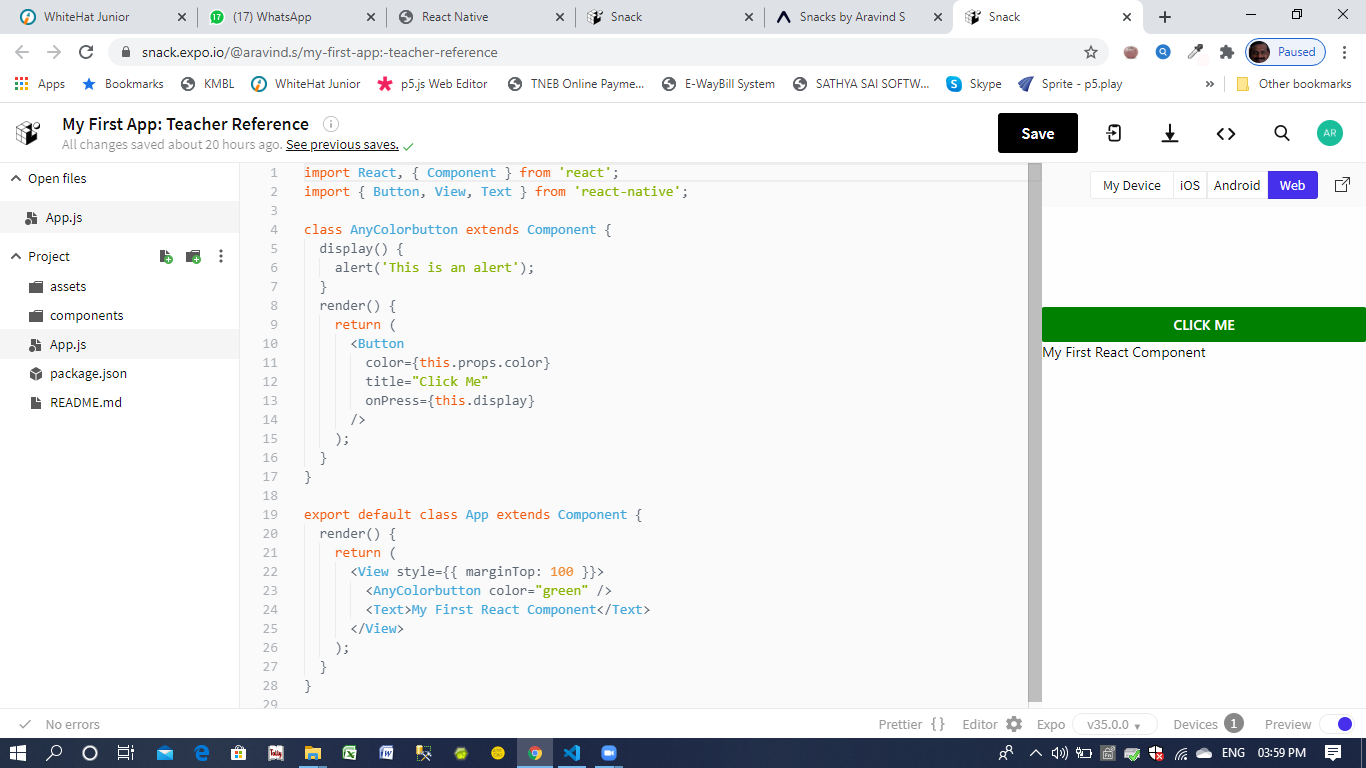 WhiteHat Junior
(17) WhatsApp
React Native
Snack
Snacks by Aravind S
Snack
snack.expo.io/@aravind.s/my-first-app:-teacher-reference
Paused
Apps
Bookmarks
KMBL
WhiteHat Junior
p5.js Web Editor
TNEB Online Payme...
E-WayBill System
SATHYA SAI SOFTW...
Skype
Sprite - p5.play
»
Other bookmarks
My First App: Teacher Reference
All changes saved about 20 hours ago. See previous saves.
Save
AR
Open files
App.js
Project
assets
components
App.js
package.json
README.md
1 import React, { Component } from 'react';
2 import { Button, View, Text } from 'react-native';
3
4 class AnyColorbutton extends Component {
5 display() {
6 alert('This is an alert');
7 }
8 render() {
9 return (
10 <Button
11 color={this.props.color}
12 title="Click Me"
13 onPress={this.display}
14 />
15 );
16 }
17 }
18
19 export default class App extends Component {
20 render() {
21 return (
22 <View style={{ marginTop: 100 }}>
23 <AnyColorbutton color="green" />
24 <Text>My First React Component</Text>
25 </View>
26 );
27 }
28 }
29
My Device
iOS
Android
Web
CLICK ME
My First React Component
No errors
Prettier {}
Editor
Expo
v35.0.0
Devices 1
Preview
ENG
03:59 PM